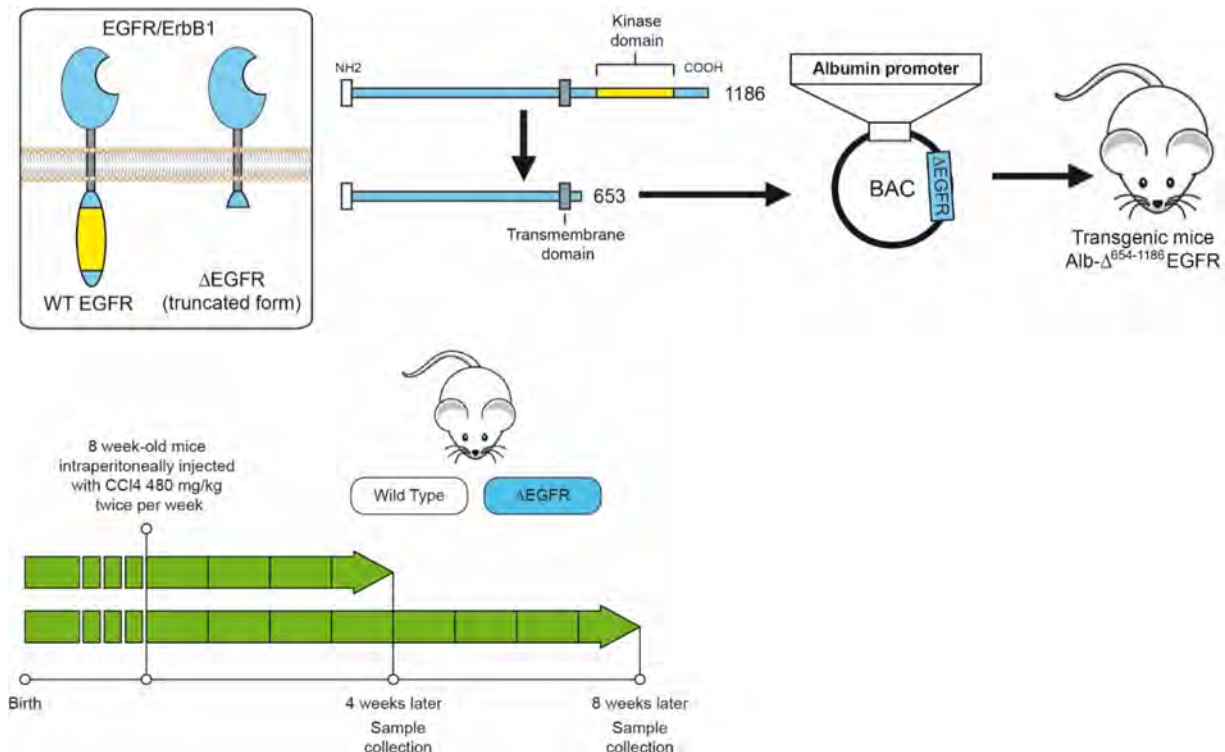 EGFR/ErbB1
WT EGFR
ΔEGFR
(truncated form)
Kinase
domain
NH2
COOH
1186
653
Transmembrane
domain
Albumin promoter
BAC
ΔEGFR
Transgenic mice
Alb-Δ654-1186EGFR
8 week-old mice
intraperitoneally injected
with CCl4 480 mg/kg
twice per week
Wild Type
ΔEGFR
Birth
4 weeks later
Sample
collection
8 weeks later
Sample
collection